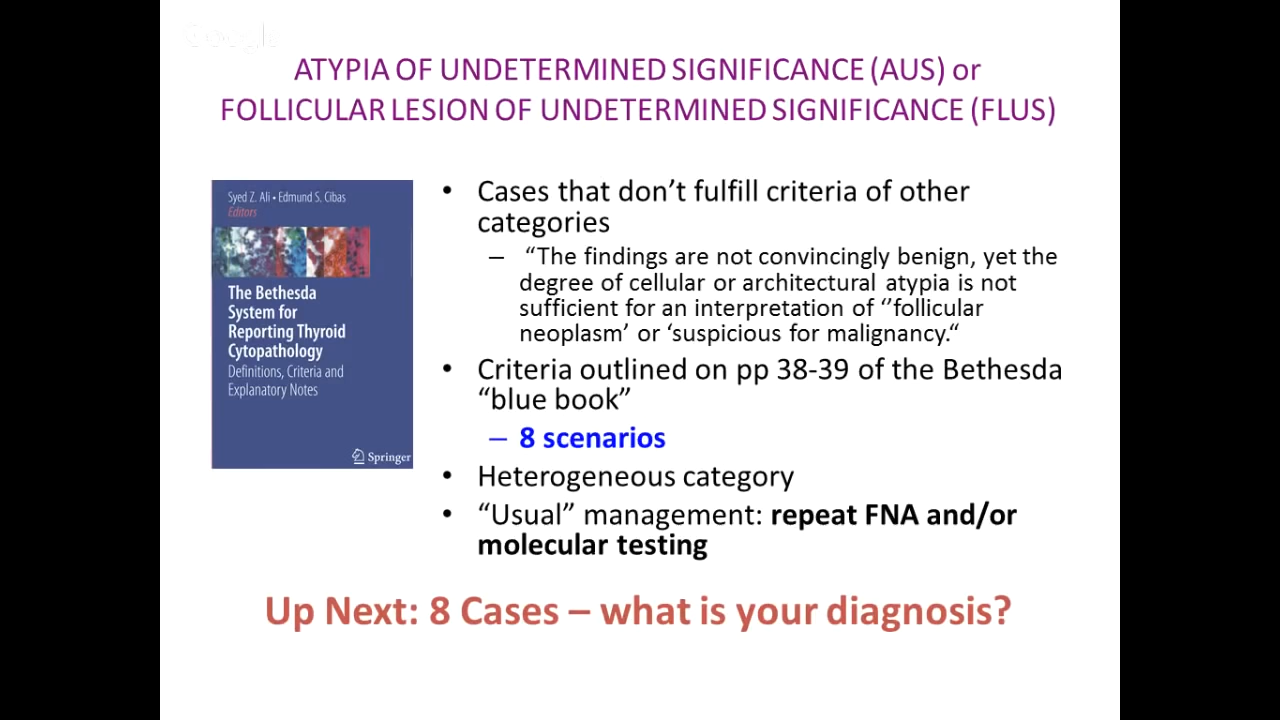 Google
ATYPIA OF UNDETERMINED SIGNIFICANCE (AUS) or
FOLLICULAR LESION OF UNDETERMINED SIGNIFICANCE (FLUS)
Syed Z. Ali • Edmund S. Cibas
Editors
The Bethesda
System for
Reporting Thyroid
Cytopathology
Definitions, Criteria and
Explanatory Notes
Springer
• Cases that don’t fulfill criteria of other
categories
– “The findings are not convincingly benign, yet the
degree of cellular or architectural atypia is not
sufficient for an interpretation of ‘’follicular
neoplasm’ or ‘suspicious for malignancy.“
• Criteria outlined on pp 38-39 of the Bethesda
“blue book”
– 8 scenarios
• Heterogeneous category
• “Usual” management: repeat FNA and/or
molecular testing
Up Next: 8 Cases – what is your diagnosis?